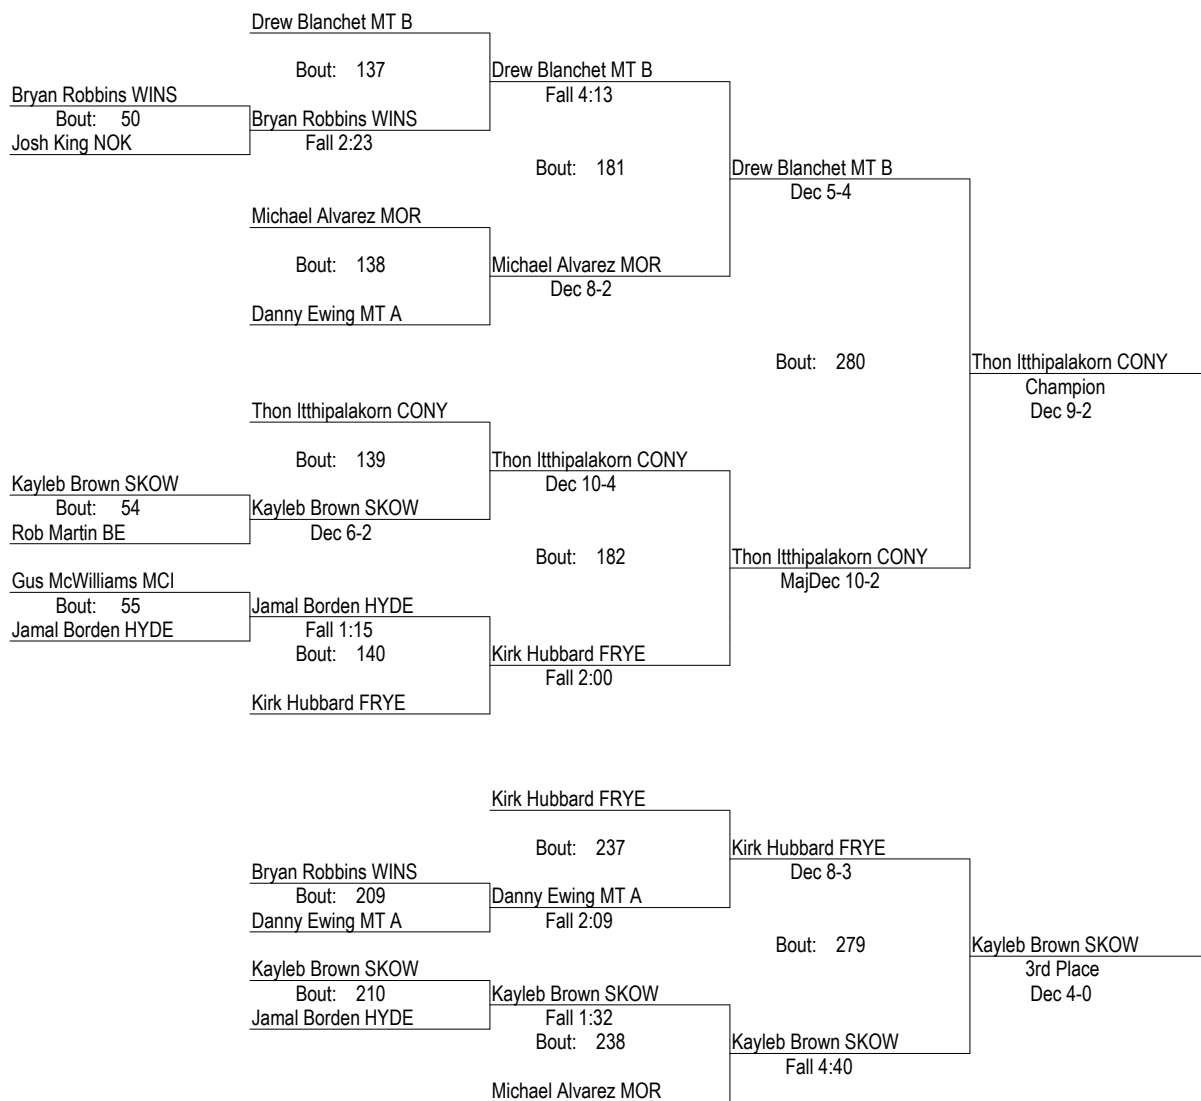 Drew Blanchet MT B
Bout: 137
Drew Blanchet MT B
Bryan Robbins WINS
Fall 4:13
Bout: 50
Bryan Robbins WINS
Josh King NOK
Fall 2:23
Bout: 181
Drew Blanchet MT B
Dec 5-4
Michael Alvarez MOR
Bout: 138
Michael Alvarez MOR
Dec 8-2
Danny Ewing MT A
Bout: 280
Thon Itthipalakorn CONY
Champion
Dec 9-2
Thon Itthipalakorn CONY
Bout: 139
Thon Itthipalakorn CONY
Kayleb Brown SKOW
Dec 10-4
Bout: 54
Kayleb Brown SKOW
Rob Martin BE
Dec 6-2
Bout: 182
Thon Itthipalakorn CONY
MajDec 10-2
Gus McWilliams MCI
Bout: 55
Jamal Borden HYDE
Jamal Borden HYDE
Fall 1:15
Bout: 140
Kirk Hubbard FRYE
Fall 2:00
Kirk Hubbard FRYE
Kirk Hubbard FRYE
Bout: 237
Kirk Hubbard FRYE
Dec 8-3
Bryan Robbins WINS
Bout: 209
Danny Ewing MT A
Danny Ewing MT A
Fall 2:09
Bout: 279
Kayleb Brown SKOW
3rd Place
Dec 4-0
Kayleb Brown SKOW
Bout: 210
Kayleb Brown SKOW
Jamal Borden HYDE
Fall 1:32
Bout: 238
Kayleb Brown SKOW
Fall 4:40
Michael Alvarez MOR